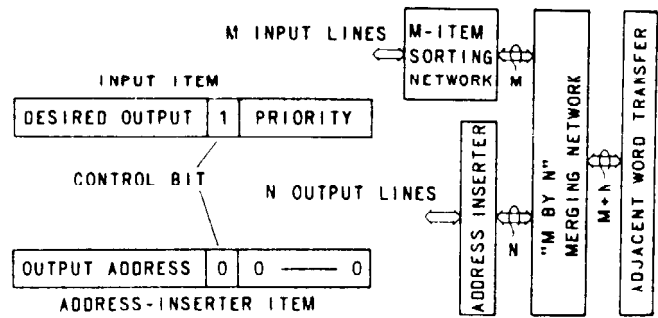 M INPUT LINES
M-ITEM
SORTING
NETWORK
M
INPUT ITEM
DESIRED OUTPUT 1 PRIORITY
CONTROL BIT
N OUTPUT LINES
OUTPUT ADDRESS 0 0 — 0
ADDRESS-INSERTER ITEM
ADDRESS INSERTER
N
"M BY N"
MERGING NETWORK
M+N
ADJACENT WORD TRANSFER